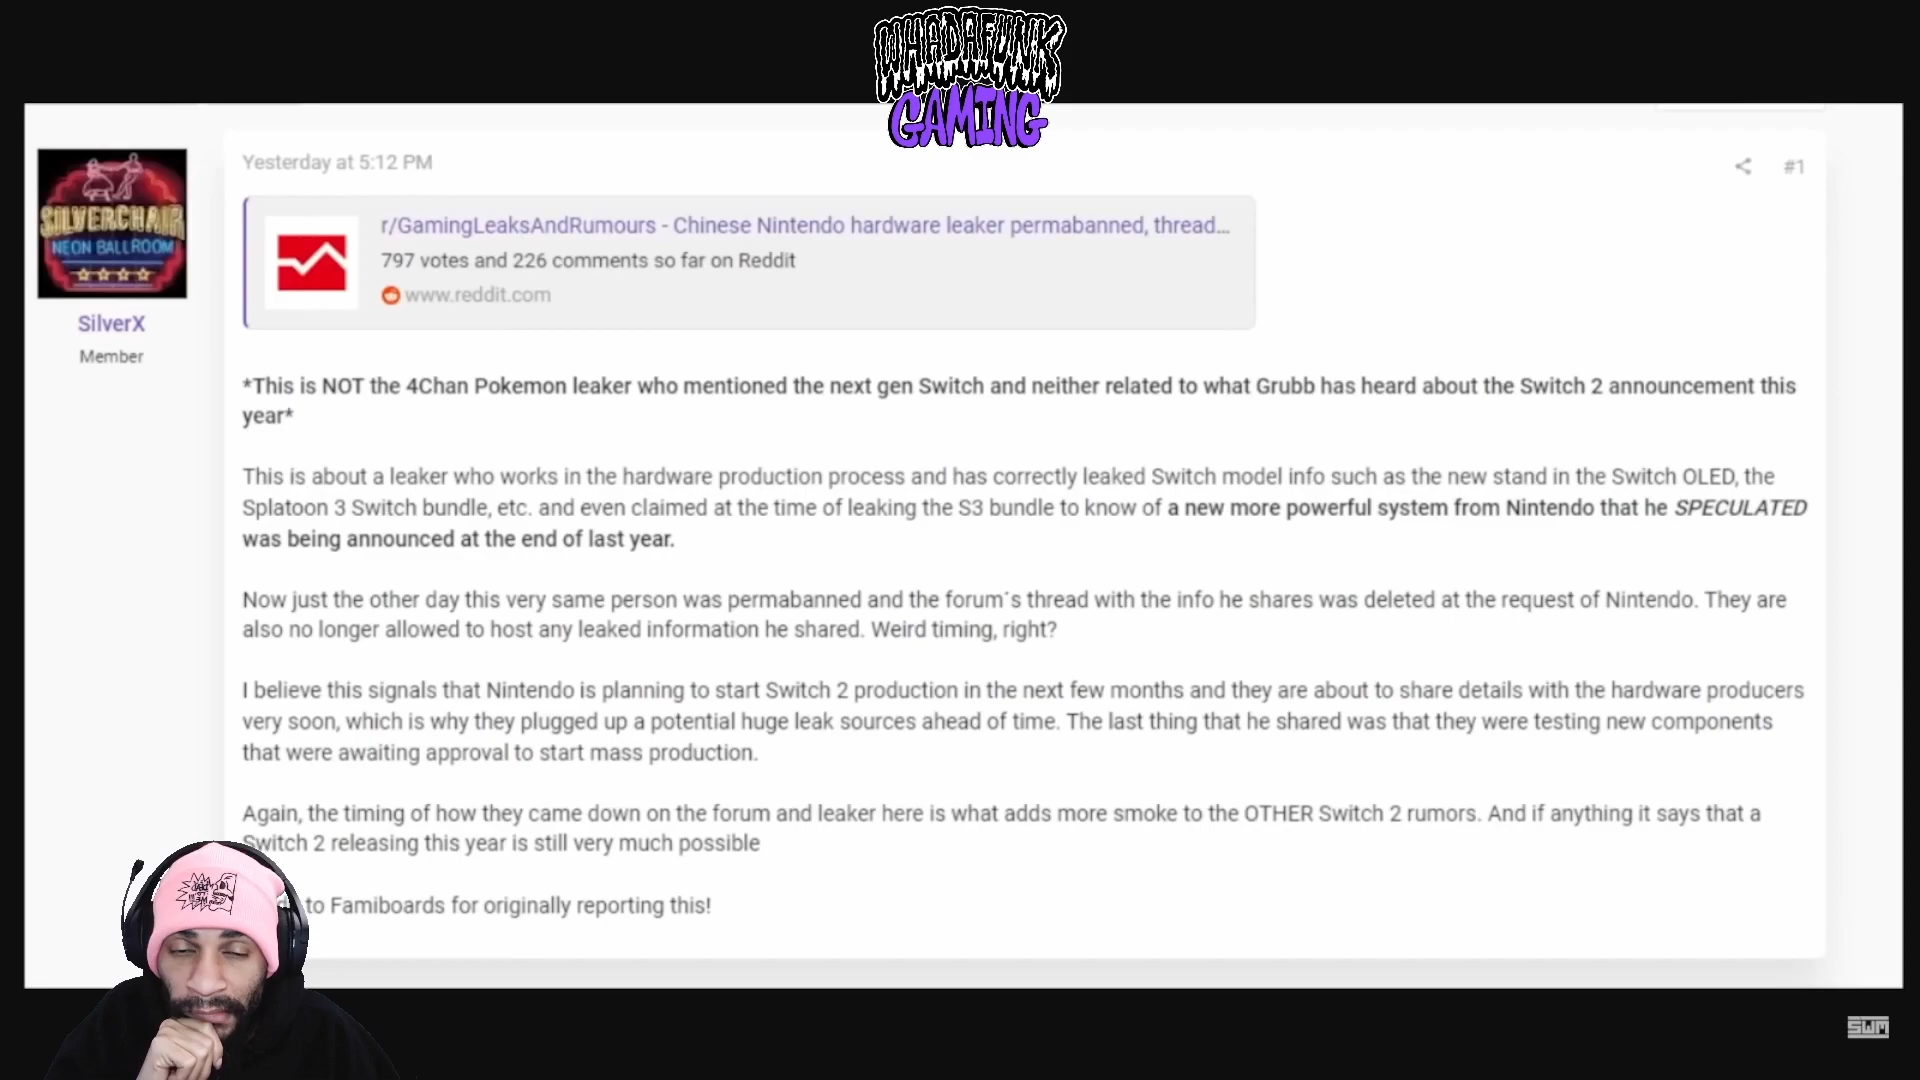 WHADAFUNK
GAMING
Yesterday at 5:12 PM
#1
r/GamingLeaksAndRumours - Chinese Nintendo hardware leaker permabanned, thread...
797 votes and 226 comments so far on Reddit
www.reddit.com
SILVERCHAIR
NEON BALLROOM
SilverX
Member
*This is NOT the 4Chan Pokemon leaker who mentioned the next gen Switch and neither related to what Grubb has heard about the Switch 2 announcement this
year*
This is about a leaker who works in the hardware production process and has correctly leaked Switch model info such as the new stand in the Switch OLED, the
Splatoon 3 Switch bundle, etc. and even claimed at the time of leaking the S3 bundle to know of a new more powerful system from Nintendo that he SPECULATED
was being announced at the end of last year.
Now just the other day this very same person was permabanned and the forum´s thread with the info he shares was deleted at the request of Nintendo. They are
also no longer allowed to host any leaked information he shared. Weird timing, right?
I believe this signals that Nintendo is planning to start Switch 2 production in the next few months and they are about to share details with the hardware producers
very soon, which is why they plugged up a potential huge leak sources ahead of time. The last thing that he shared was that they were testing new components
that were awaiting approval to start mass production.
Again, the timing of how they came down on the forum and leaker here is what adds more smoke to the OTHER Switch 2 rumors. And if anything it says that a
Switch 2 releasing this year is still very much possible
to Famiboards for originally reporting this!
SWM